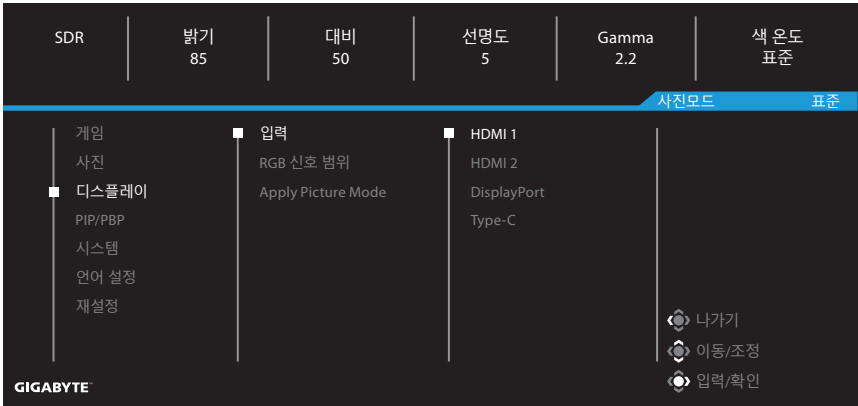 SDR 밝기 대비 선명도 Gamma 색 온도
85 50 5 2.2 표준
사진모드 표준
게임 입력 HDMI 1
사진 RGB 신호 범위 HDMI 2
디스플레이 Apply Picture Mode DisplayPort
PIP/PBP Type-C
시스템
언어 설정
재설정
나가기
이동/조정
입력/확인
GIGABYTE™